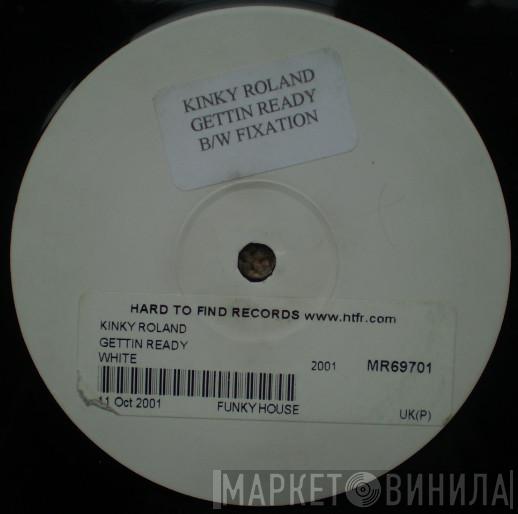 KINKY ROLAND
GETTIN READY
B/W FIXATION
HARD TO FIND RECORDS www.htfr.com
KINKY ROLAND
GETTIN READY
WHITE 2001 MR69701
11 Oct 2001 FUNKY HOUSE UK(P)
МАРКЕТ ВИНИЛА